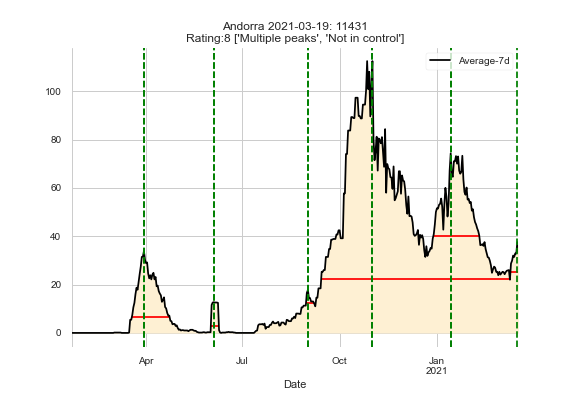 Andorra 2021-03-19: 11431
Rating:8 ['Multiple peaks', 'Not in control']
Average-7d
100
80
60
40
20
0
Apr
Jul
Oct
Jan
2021
Date